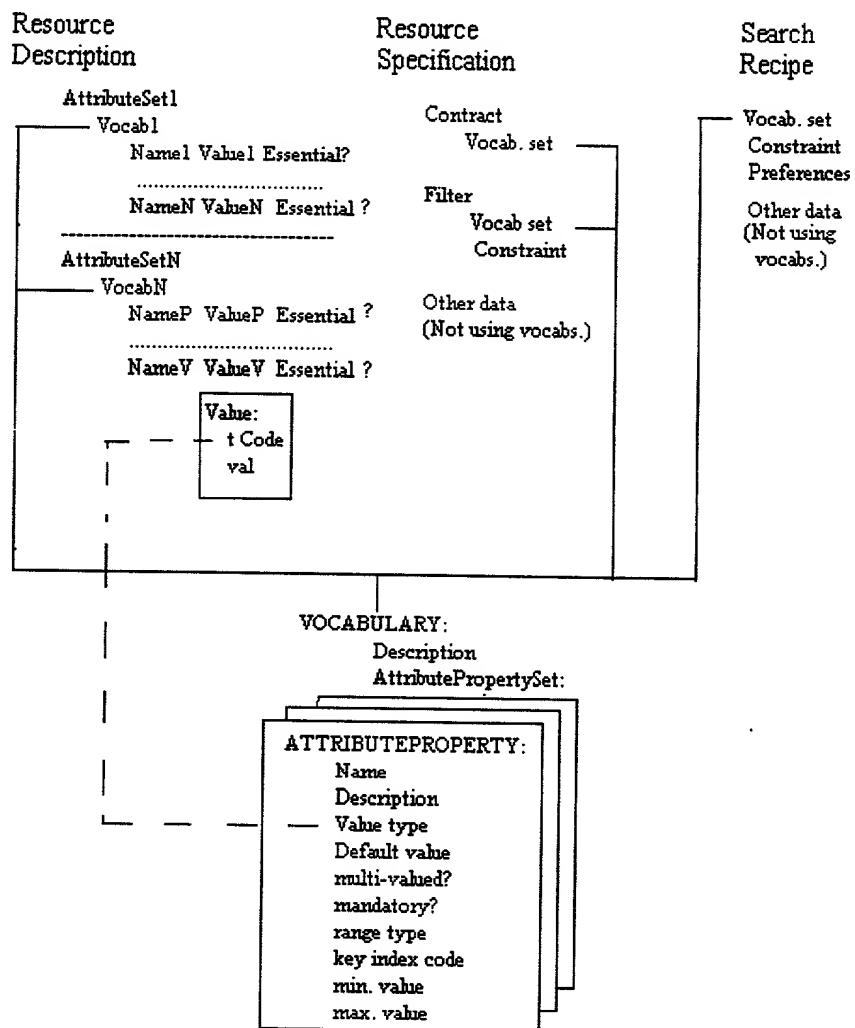 Resource
Description
AttributeSet1
Vocab1
Name1 Value1 Essential?
................................
NameN ValueN Essential ?
AttributeSetN
VocabN
NameP ValueP Essential ?
................................
NameV ValueV Essential ?
Value:
t Code
val
Resource
Specification
Contract
Vocab. set
Filter
Vocab set
Constraint
Other data
(Not using vocabs.)
Search
Recipe
Vocab. set
Constraint
Preferences
Other data
(Not using
vocabs.)
VOCABULARY:
Description
AttributePropertySet:
ATTRIBUTEPROPERTY:
Name
Description
Value type
Default value
multi-valued?
mandatory?
range type
key index code
min. value
max. value